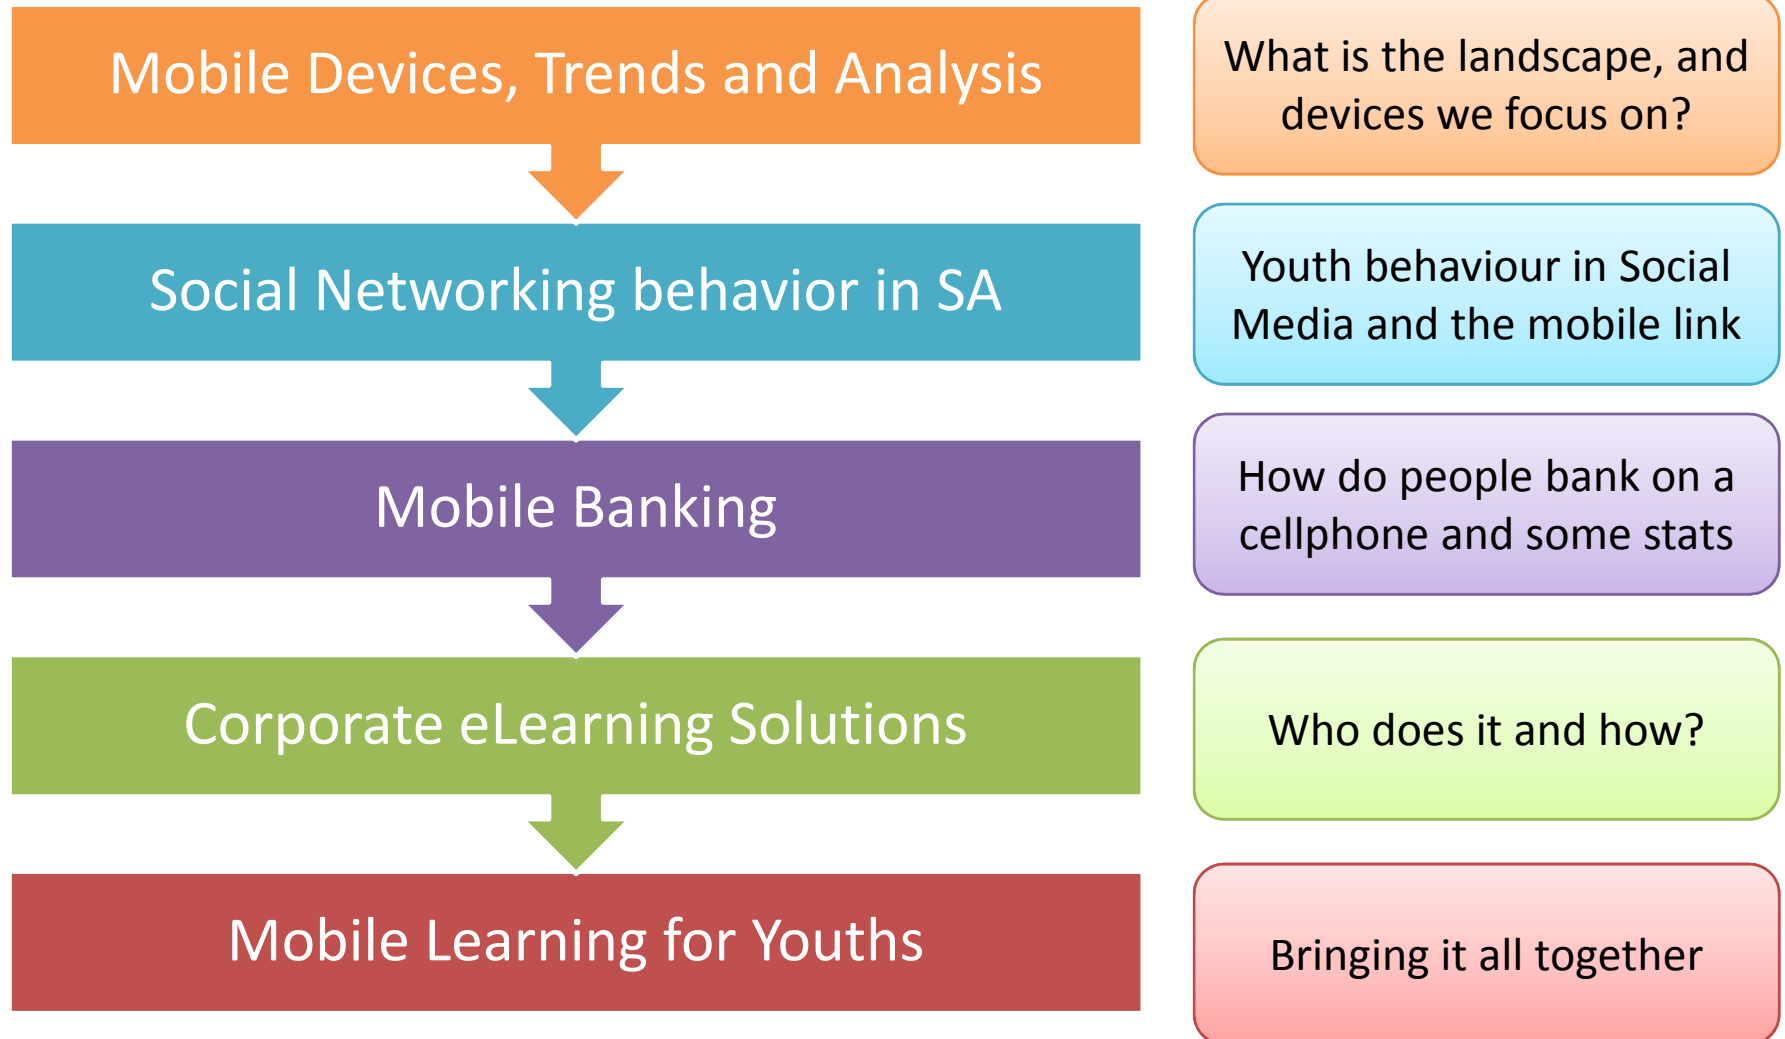 Mobile Devices, Trends and Analysis
What is the landscape, and
devices we focus on?
Social Networking behavior in SA
Youth behaviour in Social
Media and the mobile link
Mobile Banking
How do people bank on a
cellphone and some stats
Corporate eLearning Solutions
Who does it and how?
Mobile Learning for Youths
Bringing it all together